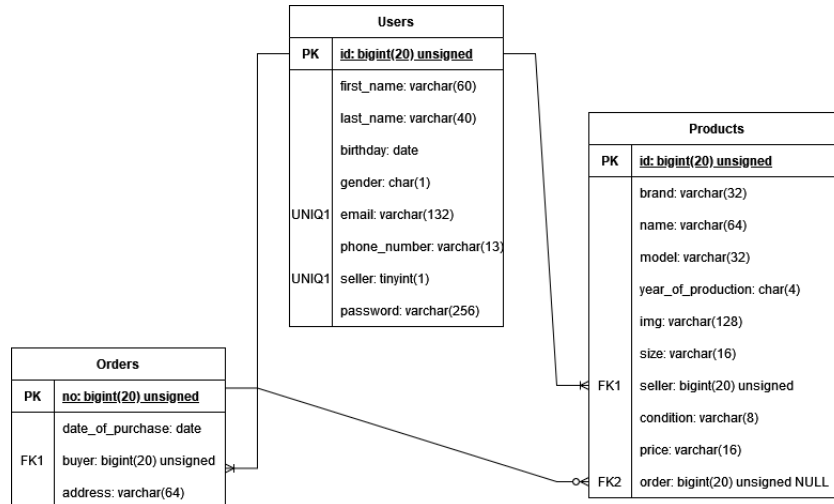 Users
PK id: bigint(20) unsigned
first_name: varchar(60)
last_name: varchar(40)
birthday: date
gender: char(1)
UNIQ1 email: varchar(132)
phone_number: varchar(13)
UNIQ1 seller: tinyint(1)
password: varchar(256)
Products
PK id: bigint(20) unsigned
brand: varchar(32)
name: varchar(64)
model: varchar(32)
year_of_production: char(4)
img: varchar(128)
size: varchar(16)
FK1 seller: bigint(20) unsigned
condition: varchar(8)
price: varchar(16)
FK2 order: bigint(20) unsigned NULL
Orders
PK no: bigint(20) unsigned
date_of_purchase: date
FK1 buyer: bigint(20) unsigned
address: varchar(64)